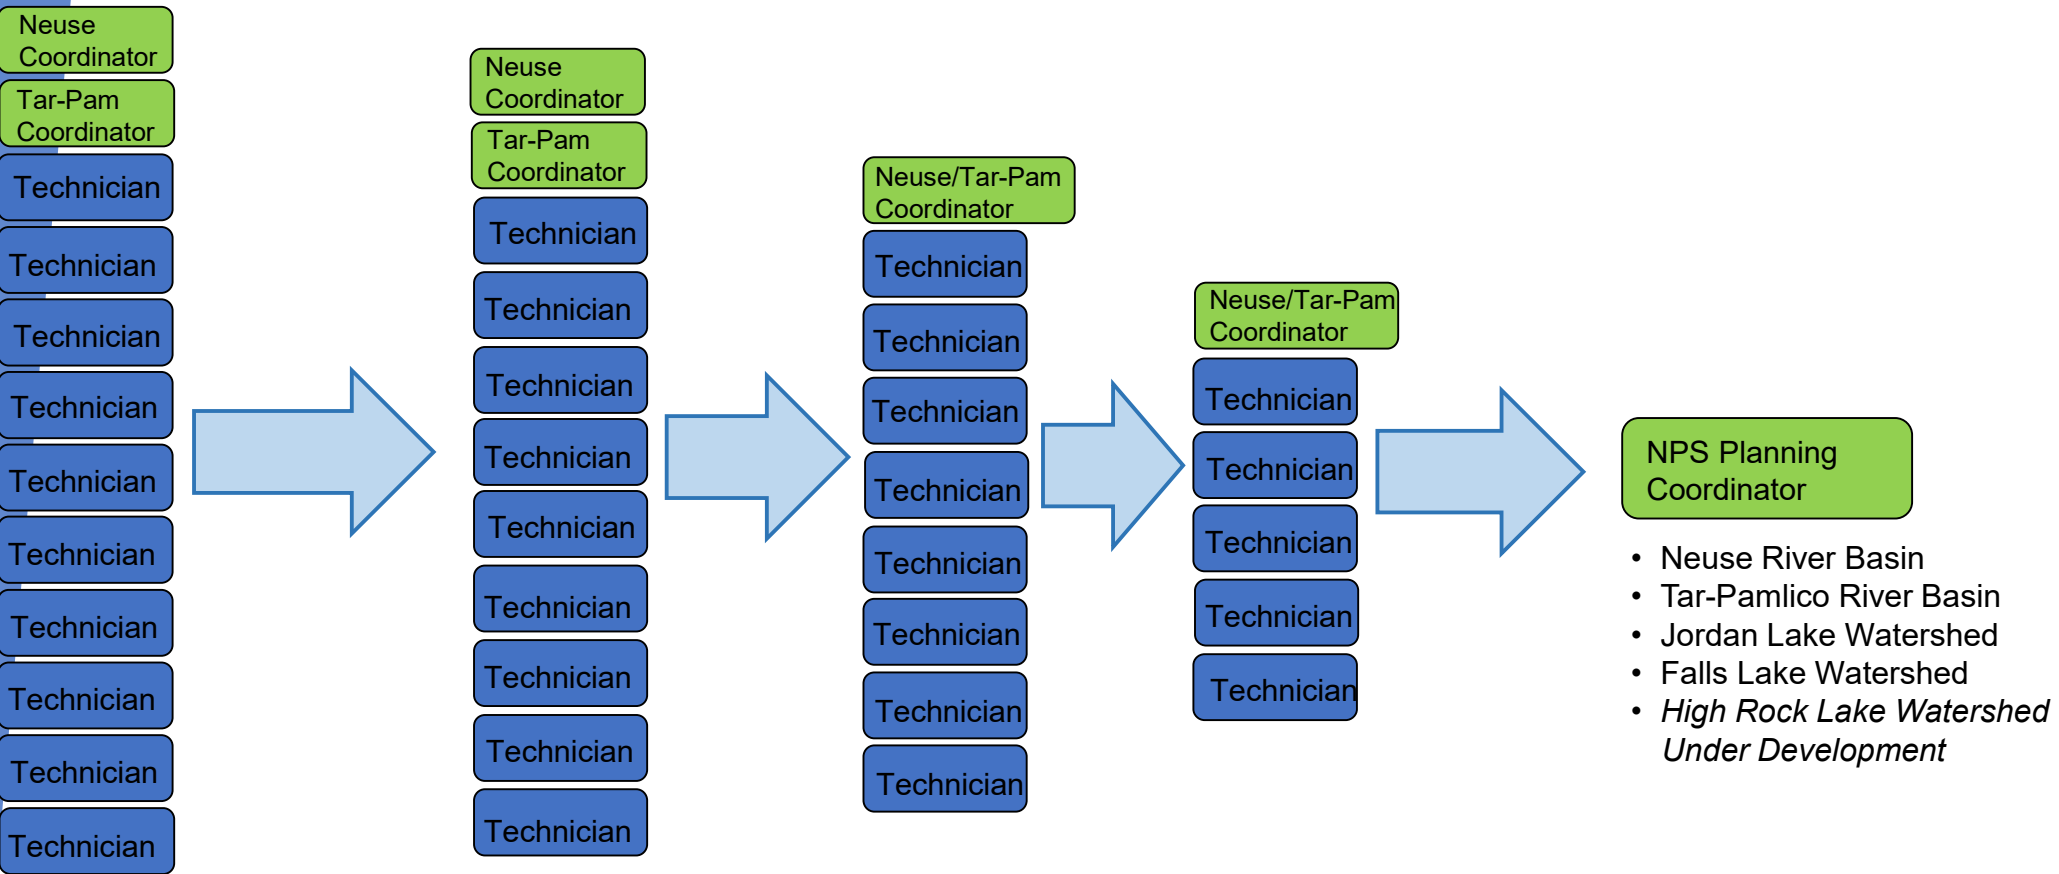 Neuse
Coordinator
Tar-Pam
Coordinator
Technician
Technician
Technician
Technician
Technician
Technician
Technician
Technician
Technician
Technician
Neuse
Coordinator
Tar-Pam
Coordinator
Technician
Technician
Technician
Technician
Technician
Technician
Technician
Technician
Technician
Neuse/Tar-Pam
Coordinator
Technician
Technician
Technician
Technician
Technician
Technician
Technician
Technician
Neuse/Tar-Pam
Coordinator
Technician
Technician
Technician
Technician
Technician
NPS Planning
Coordinator
• Neuse River Basin
• Tar-Pamlico River Basin
• Jordan Lake Watershed
• Falls Lake Watershed
• High Rock Lake Watershed
Under Development